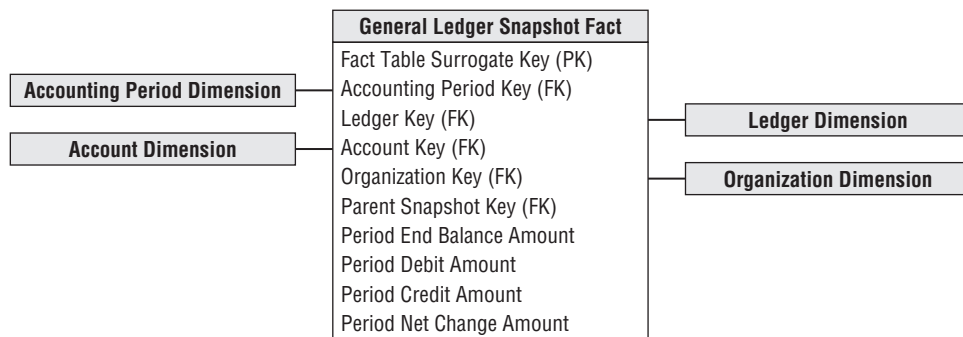 General Ledger Snapshot Fact
Fact Table Surrogate Key (PK)
Accounting Period Key (FK)
Ledger Key (FK)
Account Key (FK)
Organization Key (FK)
Parent Snapshot Key (FK)
Period End Balance Amount
Period Debit Amount
Period Credit Amount
Period Net Change Amount
Accounting Period Dimension
Account Dimension
Ledger Dimension
Organization Dimension